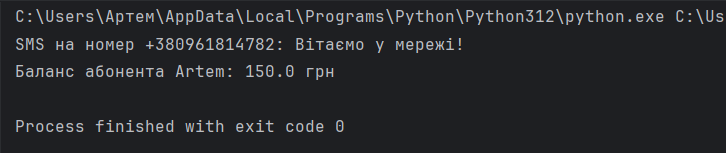 C:\Users\Артем\AppData\Local\Programs\Python\Python312\python.exe C:\Us
SMS на номер +380961814782: Вітаємо у мережі!
Баланс абонента Artem: 150.0 грн
Process finished with exit code 0